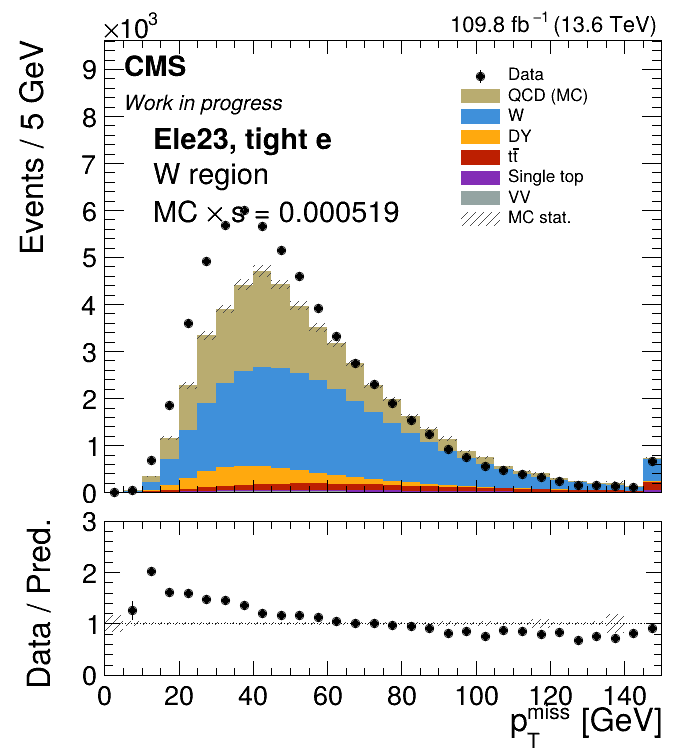 ×10³
109.8 fb⁻¹ (13.6 TeV)
Events / 5 GeV
CMS
Work in progress
Ele23, tight e
W region
MC × s = 0.000519
Data
QCD (MC)
W
DY
tt̄
Single top
VV
MC stat.
9
8
7
6
5
4
3
2
1
0
Data / Pred.
3
2
1
0
0 20 40 60 80 100 120 140
p_T^miss [GeV]